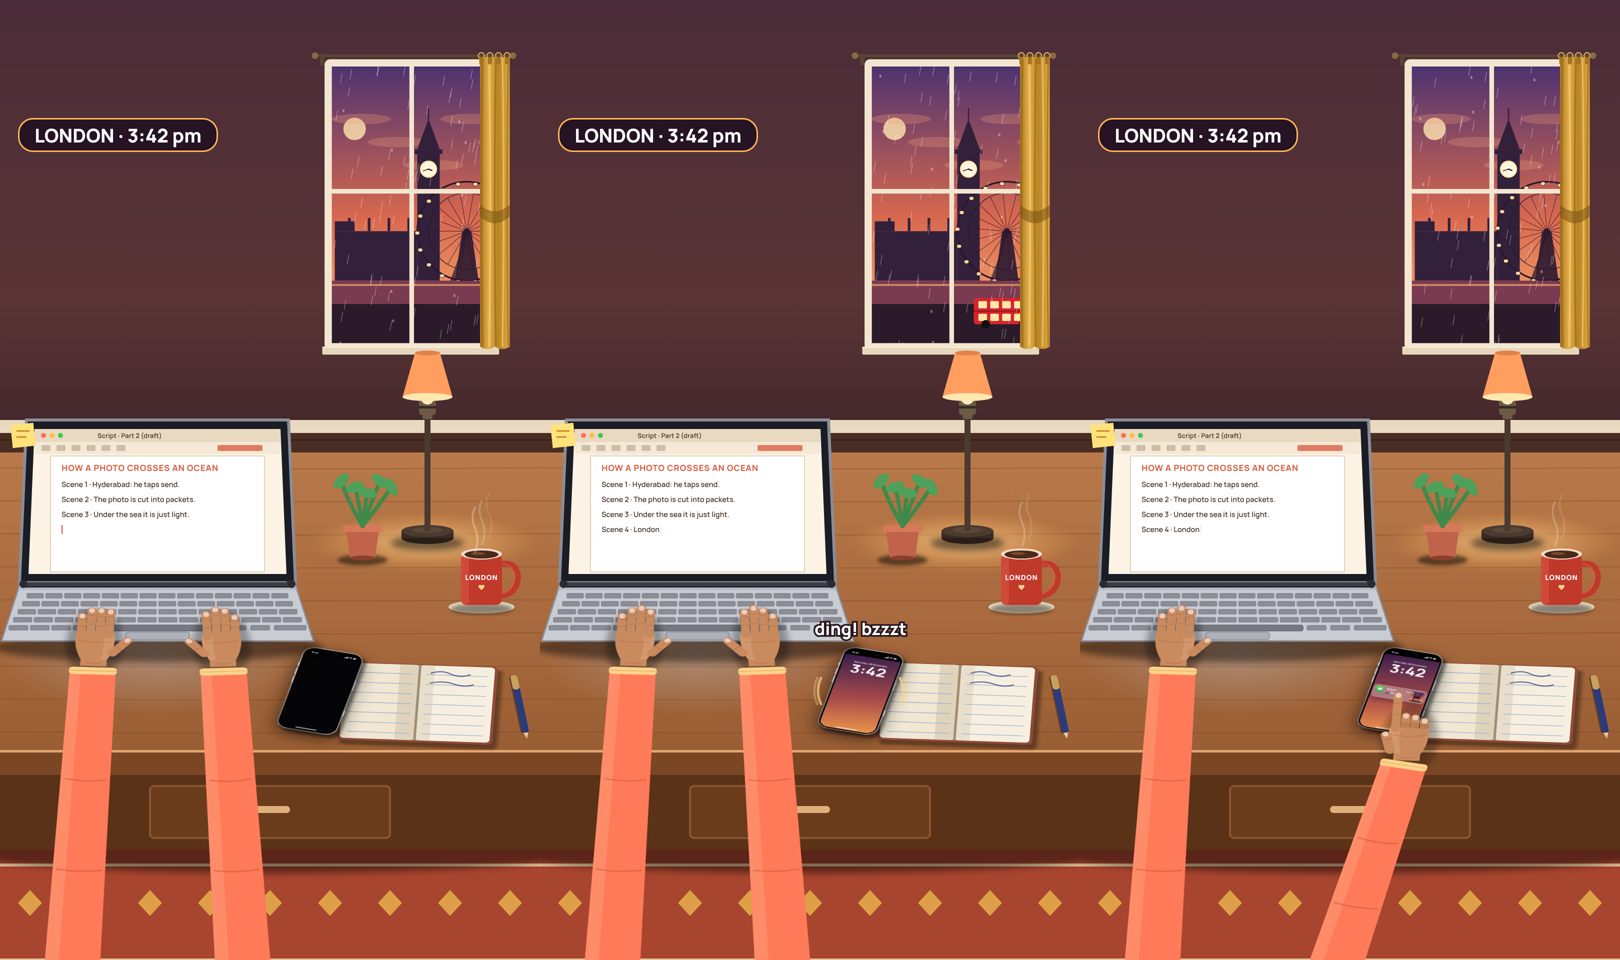 LONDON · 3:42 pm
Script · Part 2 (draft)
HOW A PHOTO CROSSES AN OCEAN
Scene 1 · Hyderabad: he taps send.
Scene 2 · The photo is cut into packets.
Scene 3 · Under the sea it is just light.
LONDON
LONDON · 3:42 pm
Script · Part 2 (draft)
HOW A PHOTO CROSSES AN OCEAN
Scene 1 · Hyderabad: he taps send.
Scene 2 · The photo is cut into packets.
Scene 3 · Under the sea it is just light.
Scene 4 · London
LONDON
ding! bzzzt
3:42
LONDON · 3:42 pm
Script · Part 2 (draft)
HOW A PHOTO CROSSES AN OCEAN
Scene 1 · Hyderabad: he taps send.
Scene 2 · The photo is cut into packets.
Scene 3 · Under the sea it is just light.
Scene 4 · London
LONDON
3:42